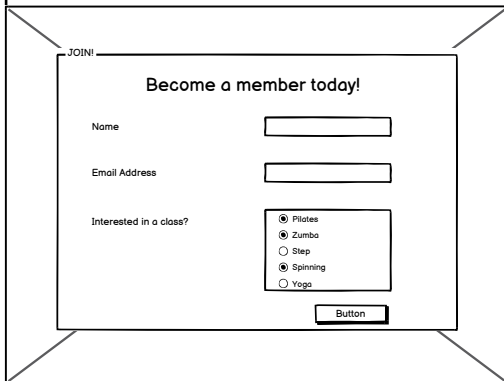 JOIN!
Become a member today!
Name
Email Address
Interested in a class?
Pilates
Zumba
Step
Spinning
Yoga
Button